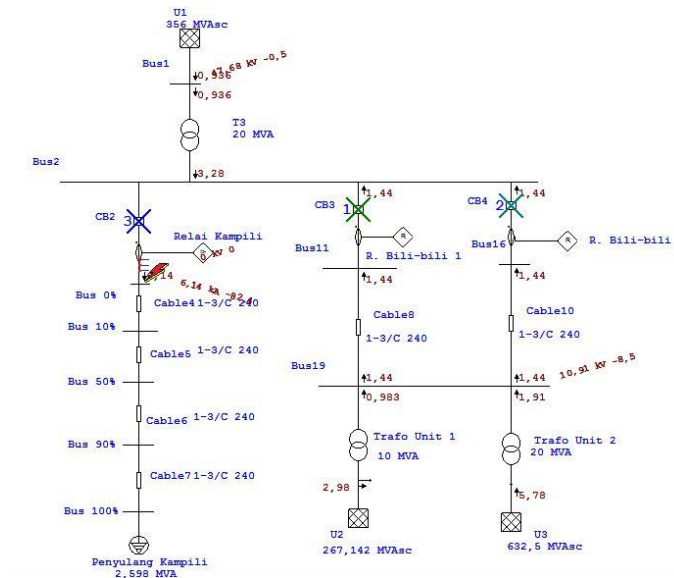 U1
356 MVAsc
Bus1
47,68 kV -0,5
0,936
0,936
T3
20 MVA
Bus2
3,28
CB2
3
Relai Kampili
R
0 kV 0
6,14 kA -82,4
Bus 0%
Cable4
1-3/C 240
Bus 10%
Cable5
1-3/C 240
Bus 50%
Cable6
1-3/C 240
Bus 90%
Cable7
1-3/C 240
Bus 100%
Penyulang Kampili
2,598 MVA
1,44
CB3
1
R
Bus11
R. Bili-bili 1
1,44
Cable8
1-3/C 240
Bus19
1,44
0,983
Trafo Unit 1
10 MVA
2,98
U2
267,142 MVAsc
1,44
CB4
2
R
R. Bili-bili
Bus16
1,44
Cable10
1-3/C 240
10,91 kV -8,5
1,44
1,91
Trafo Unit 2
20 MVA
5,78
U3
632,5 MVAsc